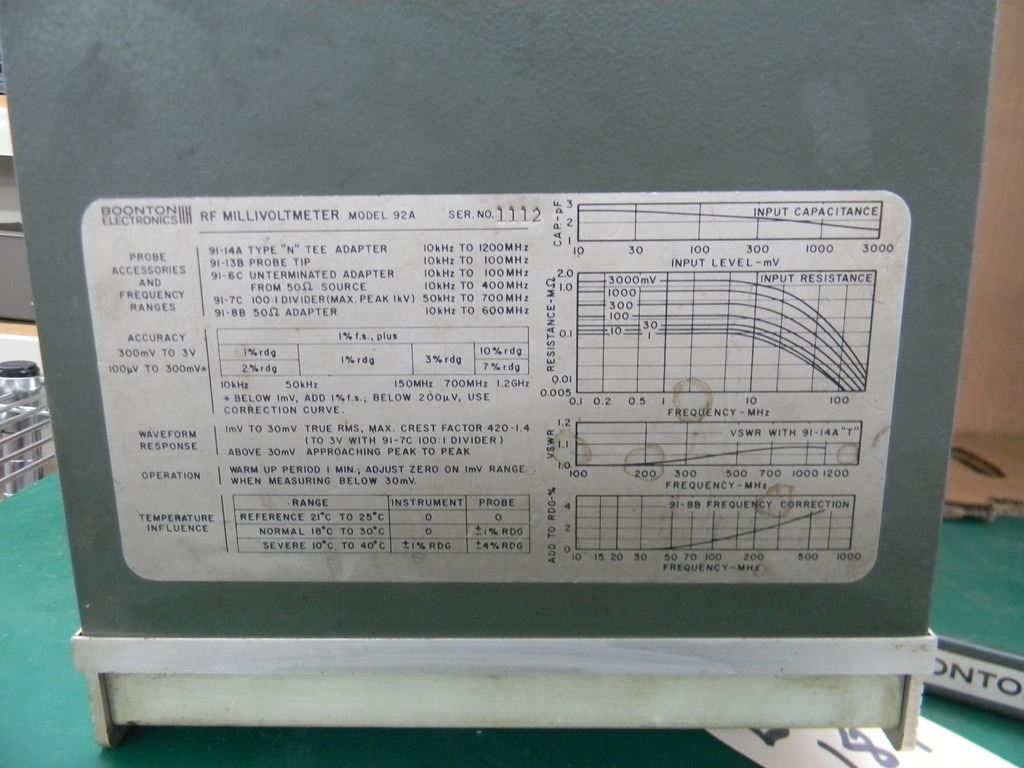 BOONTON ELECTRONICS RF MILLIVOLTMETER MODEL 92A SER. NO. 1112
PROBE ACCESSORIES AND FREQUENCY RANGES
91-14A TYPE "N" TEE ADAPTER 10kHz TO 1200MHz
91-13B PROBE TIP 10kHz TO 100MHz
91-6C UNTERMINATED ADAPTER 10kHz TO 100MHz
FROM 50Ω SOURCE 10kHz TO 400MHz
91-7C 100:1 DIVIDER (MAX. PEAK 1kV) 50kHz TO 700MHz
91-8B 50Ω ADAPTER 10kHz TO 600MHz
ACCURACY
300mV TO 3V
100µV TO 300mV*
1% f.s., plus
1% rdg 1% rdg 3% rdg 10% rdg
2% rdg 7% rdg
10kHz 50kHz 150MHz 700MHz 1.2GHz
* BELOW 1mV, ADD 1% f.s.; BELOW 200µV, USE
CORRECTION CURVE.
WAVEFORM RESPONSE
1mV TO 30mV TRUE RMS, MAX. CREST FACTOR 420-1.4
(TO 3V WITH 91-7C 100:1 DIVIDER)
ABOVE 30mV APPROACHING PEAK TO PEAK
OPERATION
WARM UP PERIOD 1 MIN.; ADJUST ZERO ON 1mV RANGE
WHEN MEASURING BELOW 30mV.
TEMPERATURE INFLUENCE
RANGE INSTRUMENT PROBE
REFERENCE 21°C TO 25°C 0 0
NORMAL 18°C TO 30°C 0 ±1% RDG
SEVERE 10°C TO 40°C ±1% RDG ±4% RDG
CAP.-pF
3
2
1
INPUT CAPACITANCE
10 30 100 300 1000 3000
INPUT LEVEL-mV
RESISTANCE-MΩ
2.0
1.0
0.1
0.01
0.005
INPUT RESISTANCE
3000mV
1000
300
100
30
10 1
0.1 0.2 0.5 1 10 100
FREQUENCY-MHz
VSWR
1.2
1.1
1.0
VSWR WITH 91-14A "T"
100 200 300 500 700 1000 1200
FREQUENCY-MHz
ADD TO RDG-%
4
2
0
91-8B FREQUENCY CORRECTION
10 15 20 30 50 70 100 200 500 1000
FREQUENCY-MHz
ONTO